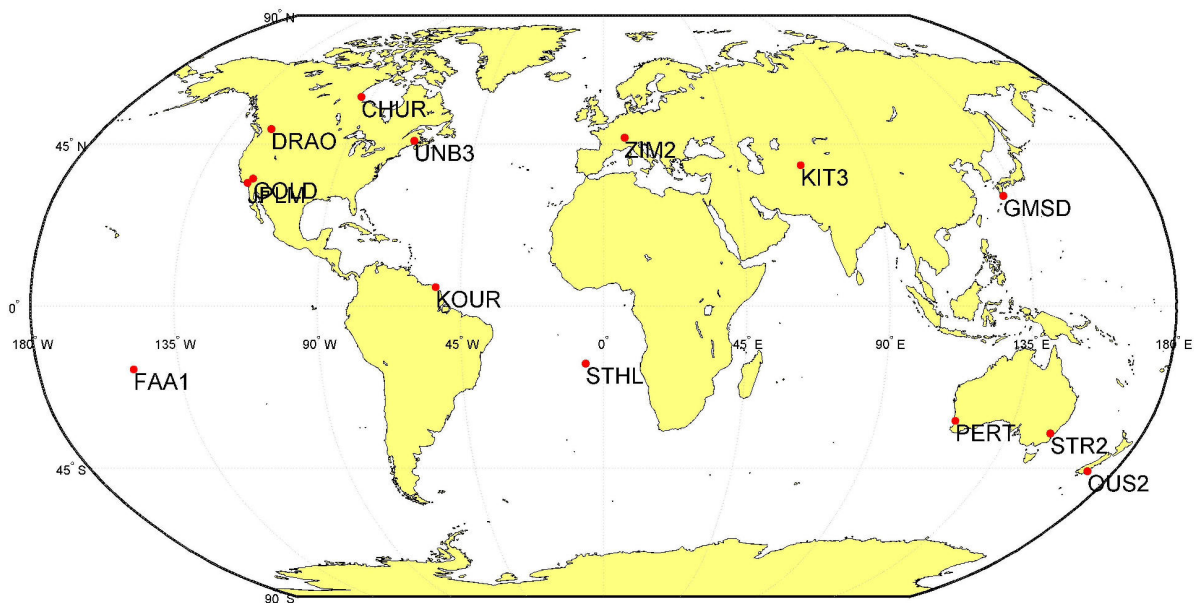 90° N
CHUR
DRAO
UNB3
45° N
ZIM2
KIT3
GOLD
JPLM
GMSD
KOUR
0°
180° W
135° W
90° W
45° W
0°
45° E
90° E
135° E
180° E
FAA1
STHL
PERT
STR2
45° S
OUS2
90° S